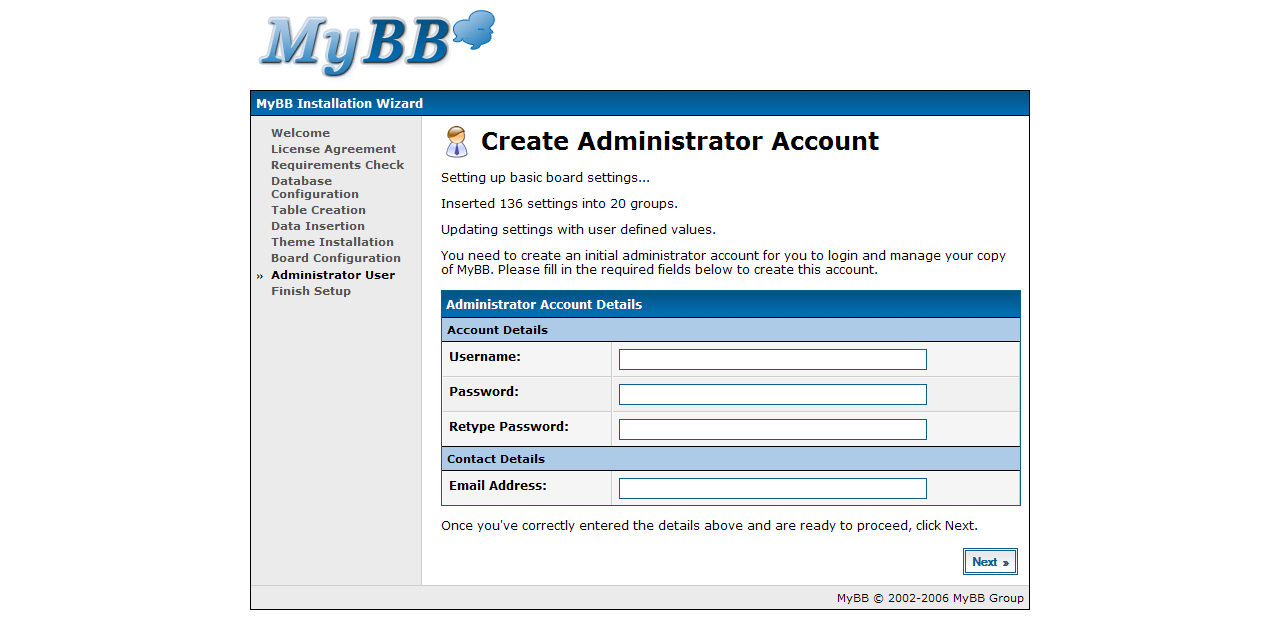 MyBB
MyBB Installation Wizard
Welcome
License Agreement
Requirements Check
Database
Configuration
Table Creation
Data Insertion
Theme Installation
Board Configuration
» Administrator User
Finish Setup
Create Administrator Account
Setting up basic board settings...
Inserted 136 settings into 20 groups.
Updating settings with user defined values.
You need to create an initial administrator account for you to login and manage your copy
of MyBB. Please fill in the required fields below to create this account.
Administrator Account Details
Account Details
Username:
Password:
Retype Password:
Contact Details
Email Address:
Once you've correctly entered the details above and are ready to proceed, click Next.
Next »
MyBB © 2002-2006 MyBB Group